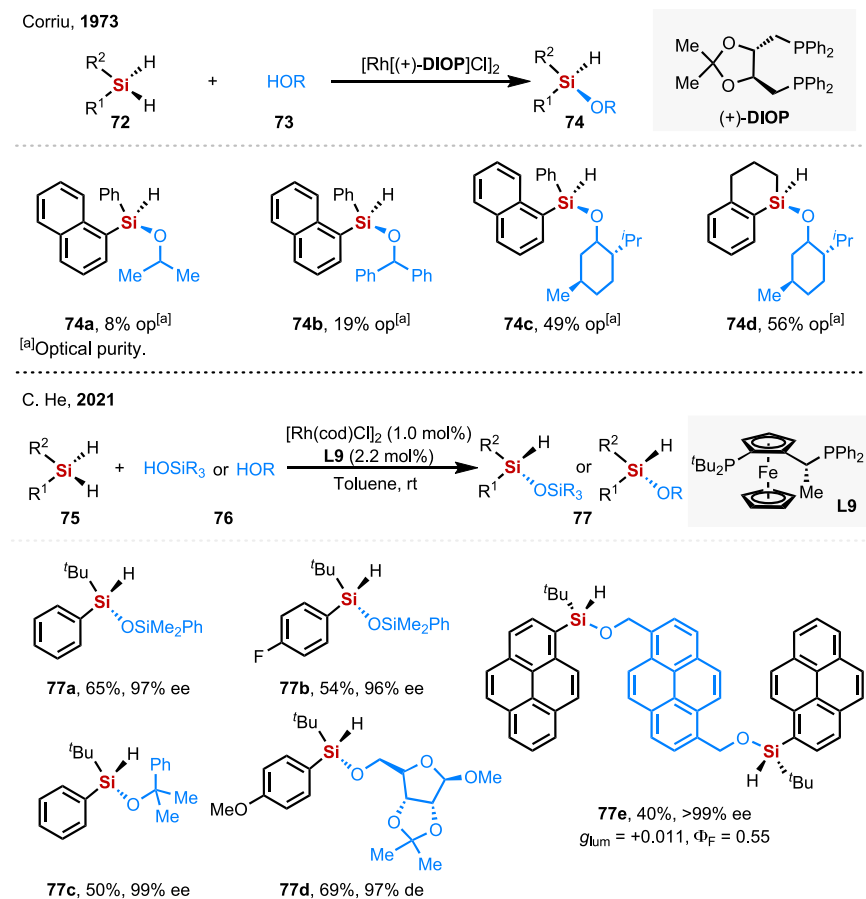 Corriu, 1973
R2
Si
H
H
R1
72
+
HOR
73
[Rh[(+)-DIOP]Cl]2
R2
H
Si
R1
OR
74
Me
Me
O
O
PPh2
PPh2
(+)-DIOP
Ph
H
Si
O
Me
Me
74a, 8% op[a]
Ph
H
Si
O
Ph
Ph
74b, 19% op[a]
Ph
H
Si
O
iPr
Me
74c, 49% op[a]
H
Si
O
iPr
Me
74d, 56% op[a]
[a]Optical purity.
C. He, 2021
R2
H
Si
H
R1
75
+
HOSiR3 or HOR
76
[Rh(cod)Cl]2 (1.0 mol%)
L9 (2.2 mol%)
Toluene, rt
R2
H
Si
R1
OSiR3
or
R2
H
Si
R1
OR
77
tBu2P
Fe
PPh2
Me
L9
tBu
H
Si
OSiMe2Ph
77a, 65%, 97% ee
tBu
H
Si
OSiMe2Ph
F
77b, 54%, 96% ee
tBu
H
Si
O
O
Si
H
tBu
77e, 40%, >99% ee
glum = +0.011, ΦF = 0.55
tBu
H
Si
O
Ph
Me
Me
77c, 50%, 99% ee
tBu
H
Si
O
O
OMe
MeO
O
O
Me
Me
77d, 69%, 97% de